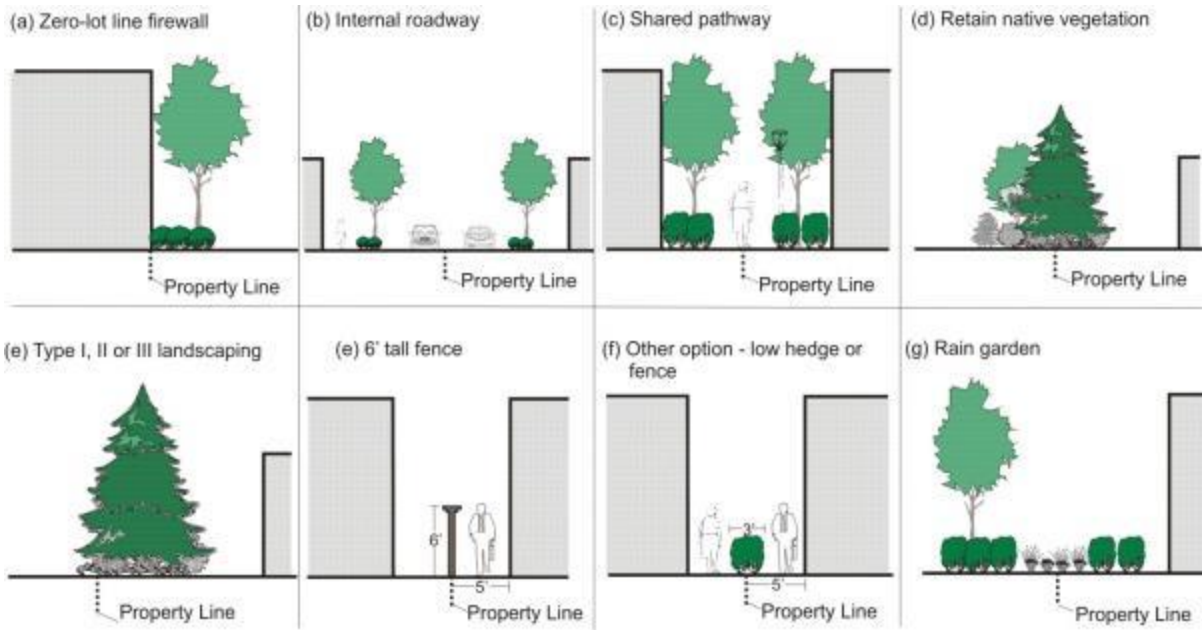 (a) Zero-lot line firewall
Property Line
(b) Internal roadway
Property Line
(c) Shared pathway
Property Line
(d) Retain native vegetation
Property Line
(e) Type I, II or III landscaping
Property Line
(e) 6' tall fence
6'
5'
Property Line
(f) Other option - low hedge or
fence
3'
5'
Property Line
(g) Rain garden
Property Line